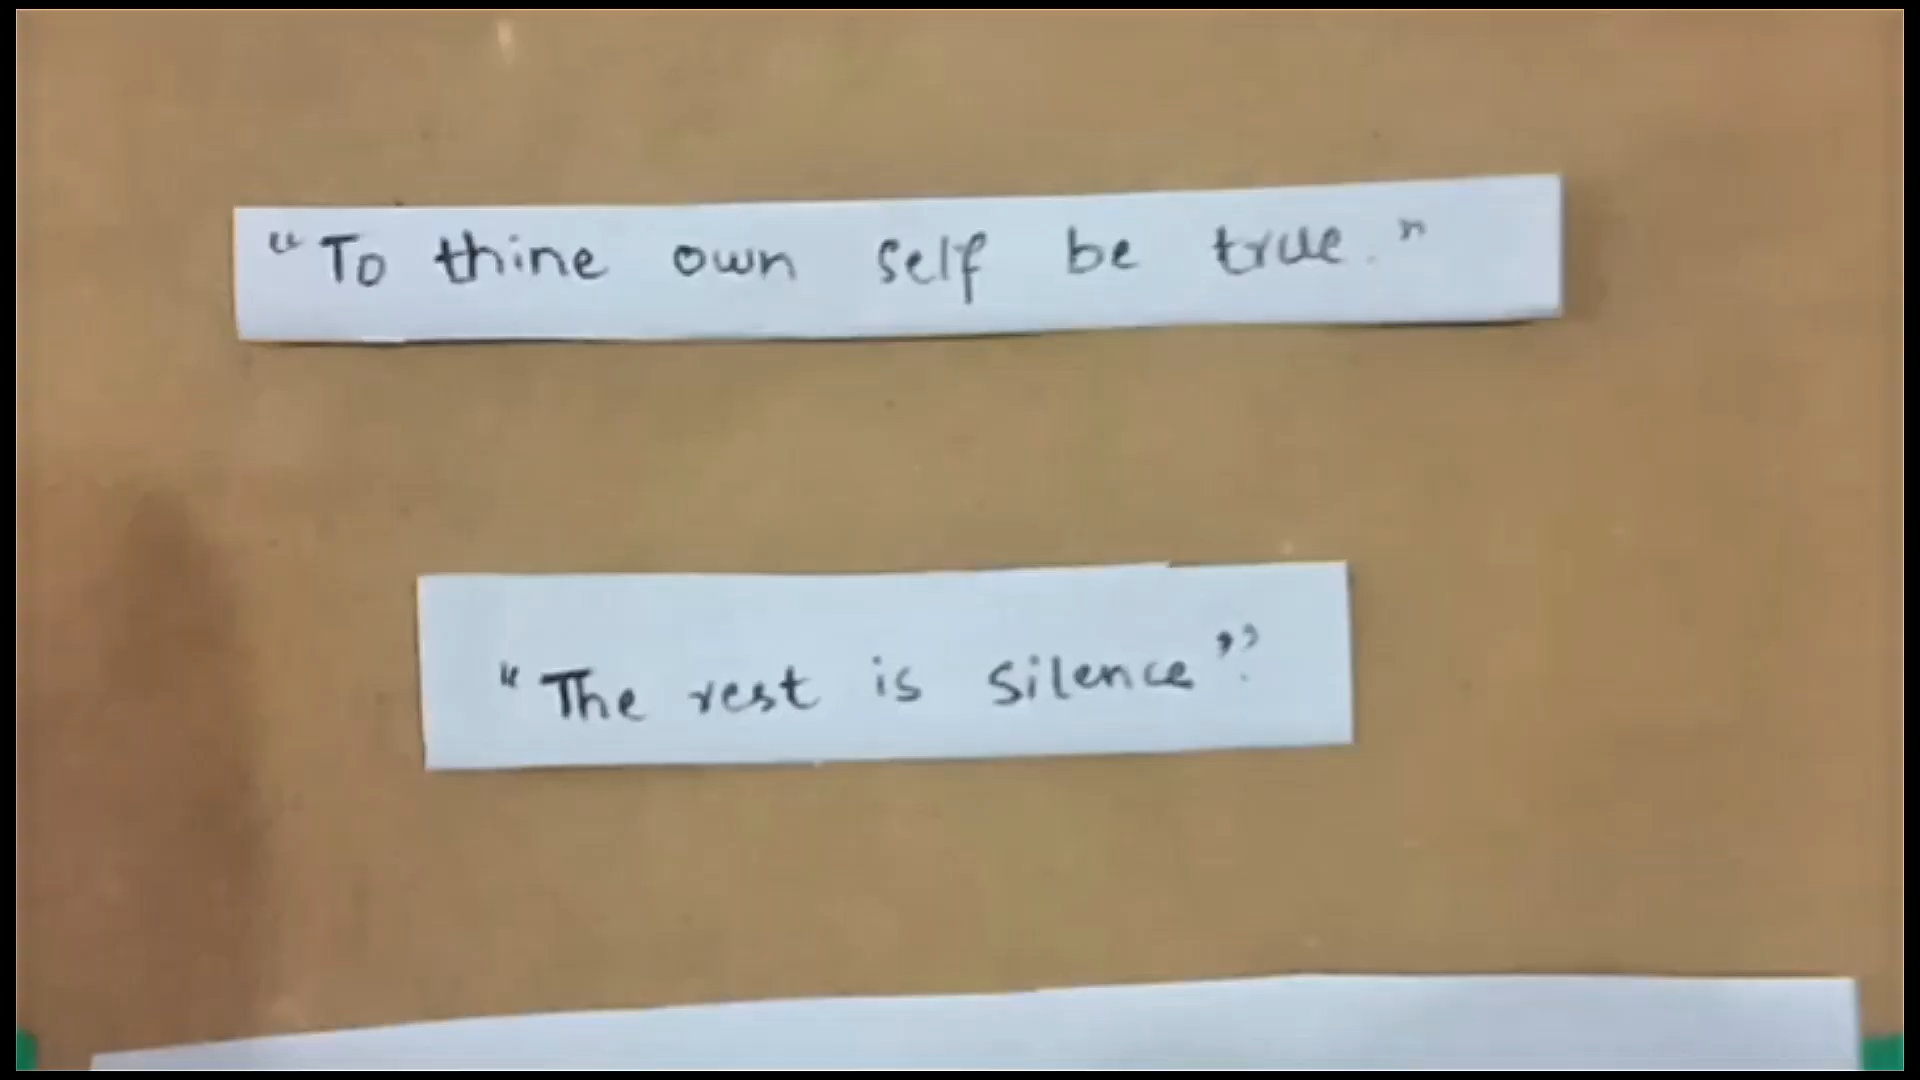 "To thine own self be true."
"The rest is silence".